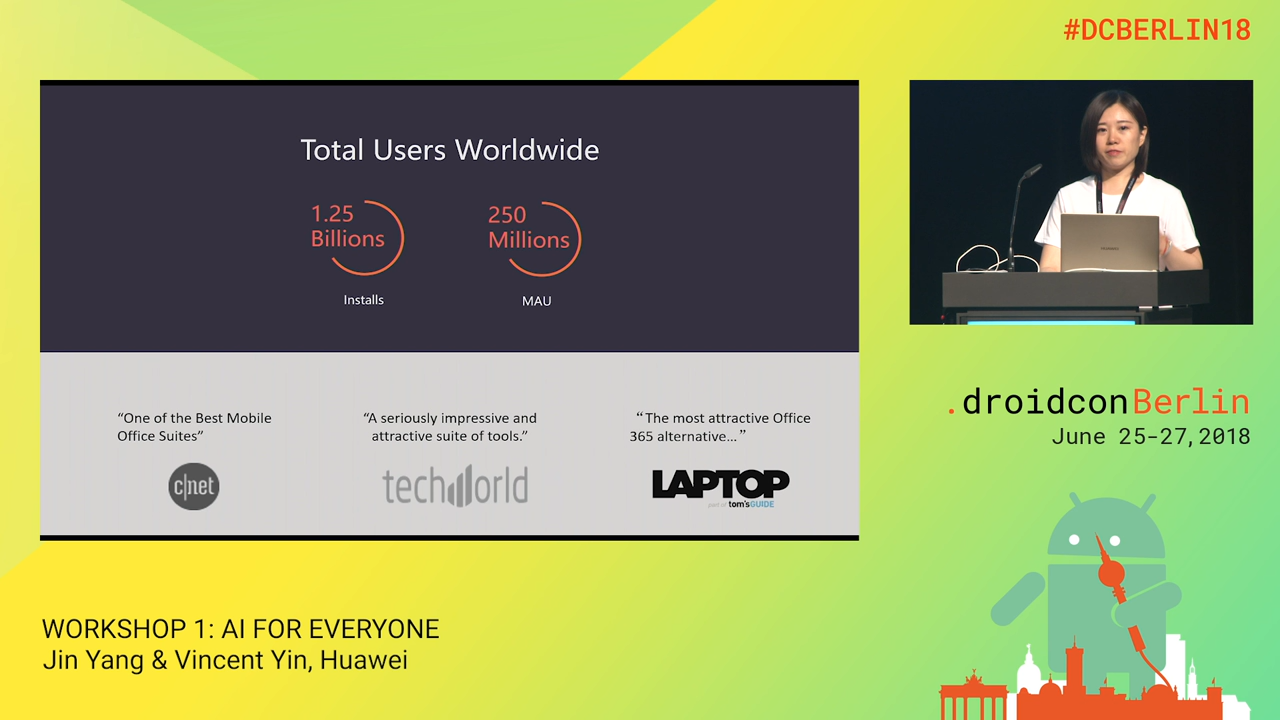 #DCBERLIN18
Total Users Worldwide
1.25
Billions
250
Millions
Installs
MAU
“One of the Best Mobile
Office Suites”
“A seriously impressive and
attractive suite of tools.”
“The most attractive Office
365 alternative...”
c|net
techworld
LAPTOP
part of tom'sGUIDE
.droidconBerlin
June 25-27, 2018
WORKSHOP 1: AI FOR EVERYONE
Jin Yang & Vincent Yin, Huawei